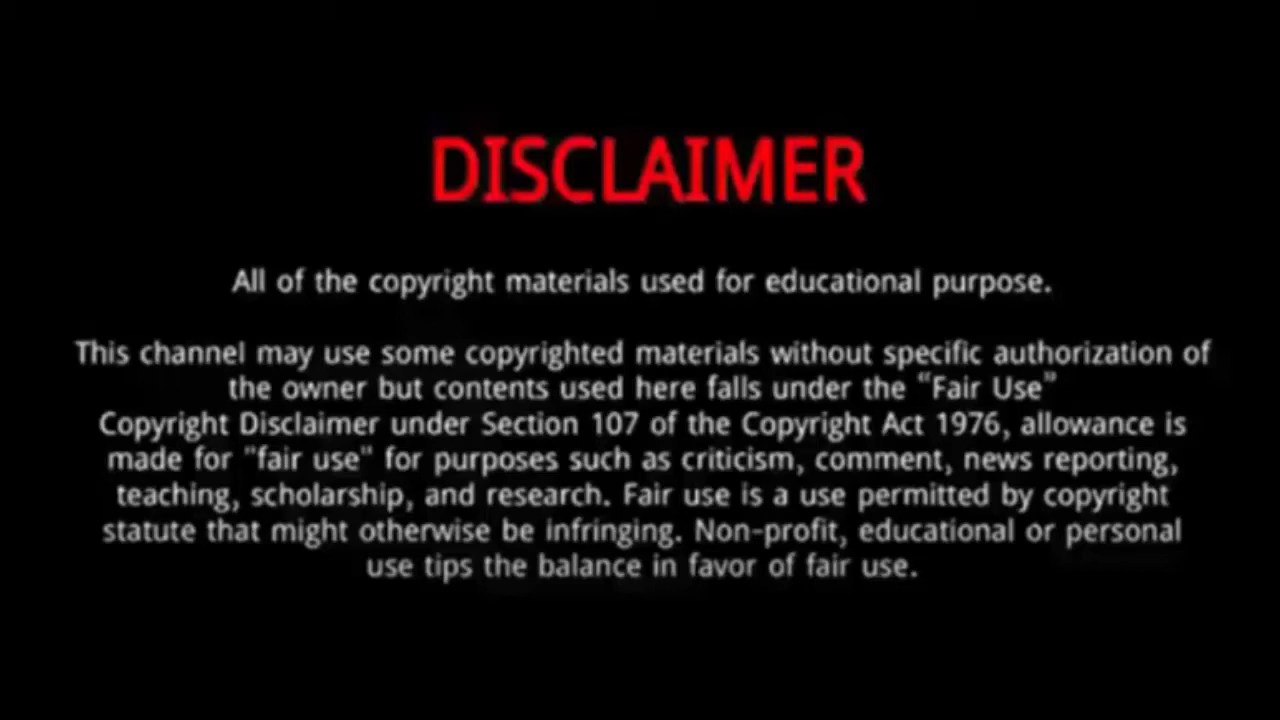 DISCLAIMER
All of the copyright materials used for educational purpose.
This channel may use some copyrighted materials without specific authorization of
the owner but contents used here falls under the “Fair Use”
Copyright Disclaimer under Section 107 of the Copyright Act 1976, allowance is
made for "fair use" for purposes such as criticism, comment, news reporting,
teaching, scholarship, and research. Fair use is a use permitted by copyright
statute that might otherwise be infringing. Non-profit, educational or personal
use tips the balance in favor of fair use.